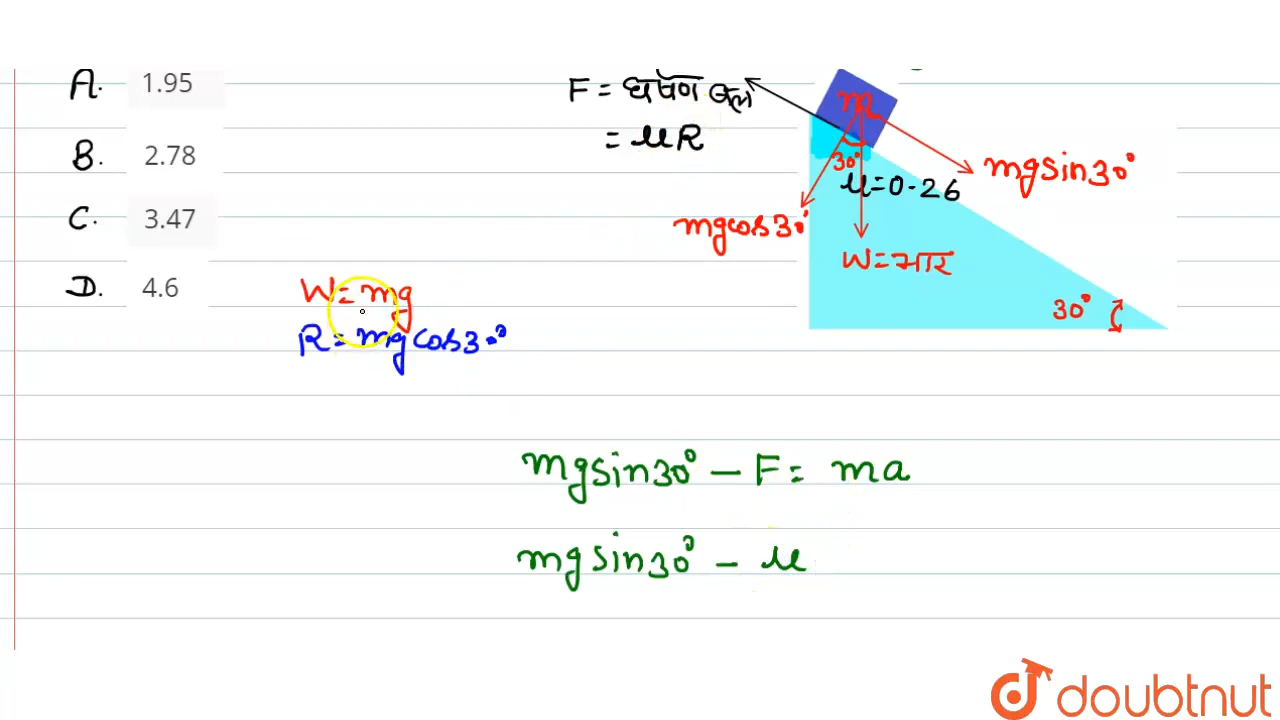 A. 1.95
B. 2.78
C. 3.47
D. 4.6
F = घर्षण बल
= μR
m
30°
μ=0.26
mgsin30°
mgcos30°
W=भार
30°
W= mg
R= mgcos30°
mgsin30° – F= ma
mgsin30° – μ
doubtnut